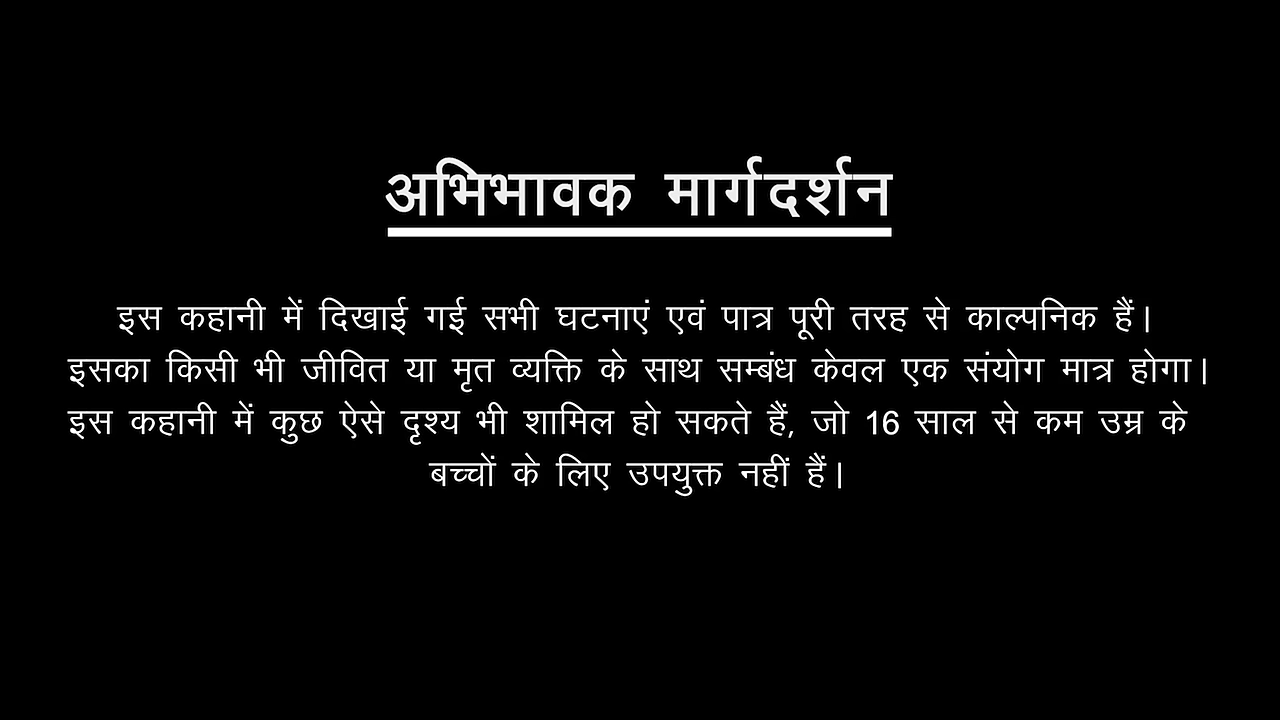 अभिभावक मार्गदर्शन
इस कहानी में दिखाई गई सभी घटनाएं एवं पात्र पूरी तरह से काल्पनिक हैं।
इसका किसी भी जीवित या मृत व्यक्ति के साथ सम्बंध केवल एक संयोग मात्र होगा।
इस कहानी में कुछ ऐसे दृश्य भी शामिल हो सकते हैं, जो 16 साल से कम उम्र के
बच्चों के लिए उपयुक्त नहीं हैं।